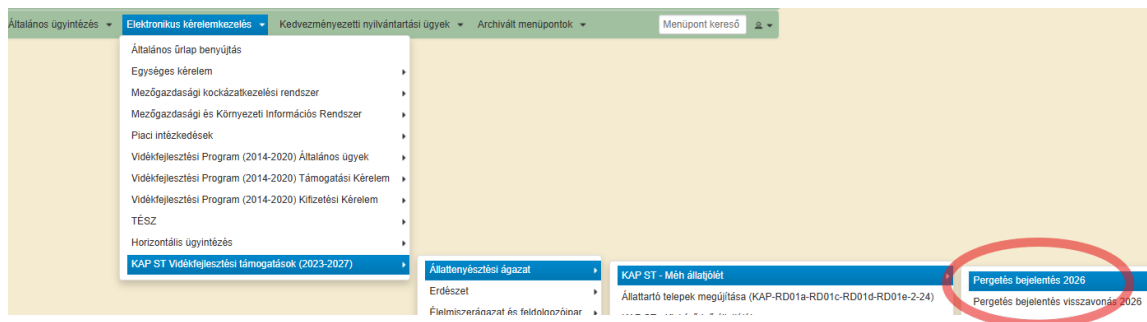 Általános ügyintézés Elektronikus kérelemkezelés Kedvezményezetti nyilvántartási ügyek Archivált menüpontok Menüpont kereső
Általános űrlap benyújtás
Egységes kérelem
Mezőgazdasági kockázatkezelési rendszer
Mezőgazdasági és Környezeti Információs Rendszer
Piaci intézkedések
Vidékfejlesztési Program (2014-2020) Általános ügyek
Vidékfejlesztési Program (2014-2020) Támogatási Kérelem
Vidékfejlesztési Program (2014-2020) Kifizetési Kérelem
TÉSZ
Horizontális ügyintézés
KAP ST Vidékfejlesztési támogatások (2023-2027)
Állattenyésztési ágazat
Erdészet
Élelmiszerágazat és feldolgozóipar
KAP ST - Méh állatjólét
Állattartó telepek megújítása (KAP-RD01a-RD01c-RD01d-RD01e-2-24)
Pergetés bejelentés 2026
Pergetés bejelentés visszavonás 2026